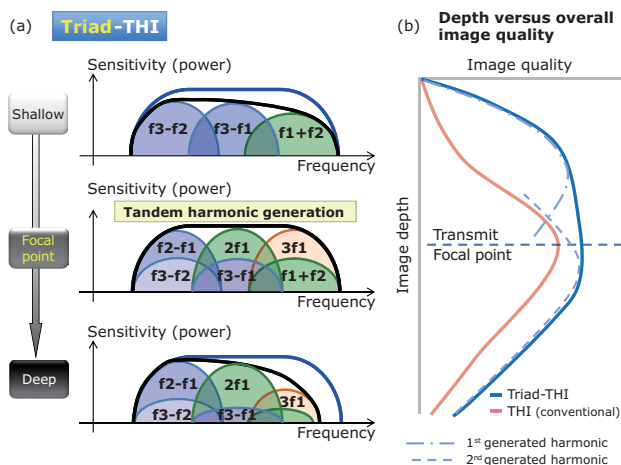 (a)
Triad-THI
Shallow
Focal
point
Deep
Sensitivity (power)
f3-f2
f3-f1
f1+f2
Frequency
Sensitivity (power)
Tandem harmonic generation
f2-f1
2f1
3f1
f3-f2
f3-f1
f1+f2
Frequency
Sensitivity (power)
f2-f1
2f1
3f1
f3-f2
f3-f1
Frequency
(b)
Depth versus overall
image quality
Image quality
Image depth
Transmit
Focal point
Triad-THI
THI (conventional)
1st generated harmonic
2nd generated harmonic